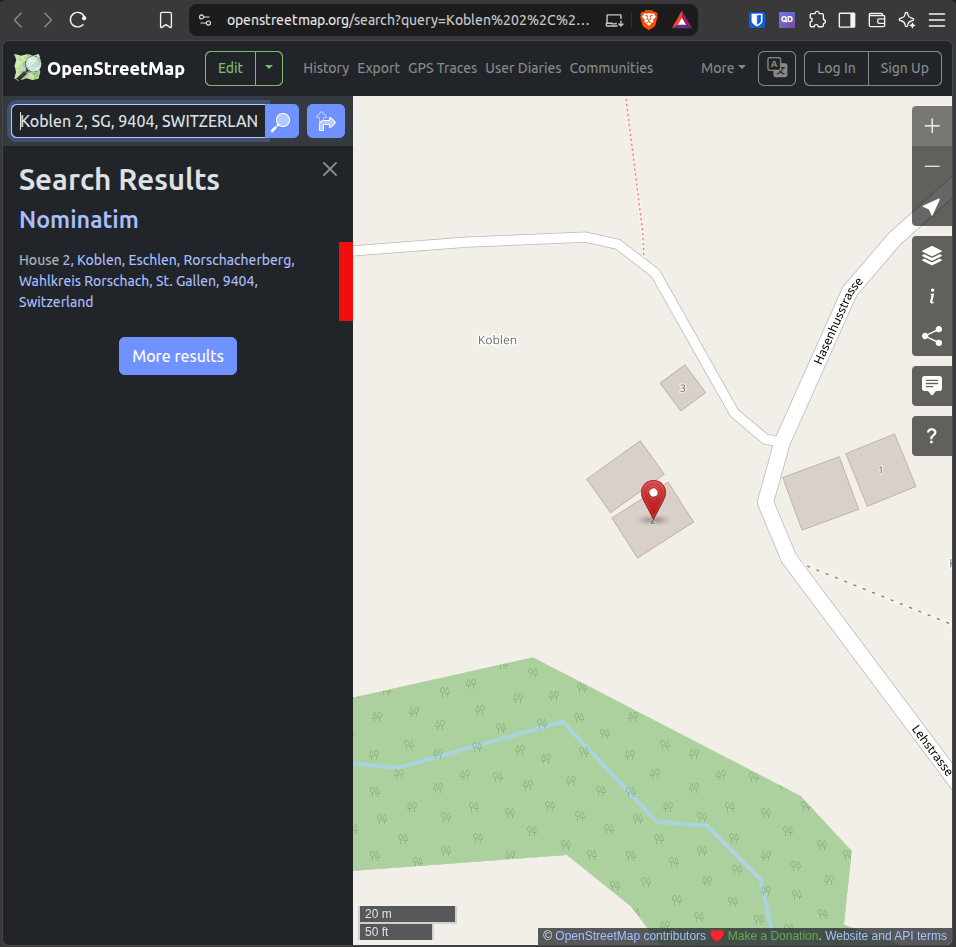 openstreetmap.org/search?query=Koblen%202%2C%2...
QD
OpenStreetMap
Edit
History Export GPS Traces User Diaries Communities
More
Log In
Sign Up
Koblen 2, SG, 9404, SWITZERLAN
Search Results
Nominatim
House 2, Koblen, Eschlen, Rorschacherberg,
Wahlkreis Rorschach, St. Gallen, 9404,
Switzerland
More results
Hasenhusstrasse
Koblen
3
1
2
Lehstrasse
20 m
50 ft
© OpenStreetMap contributors ❤ Make a Donation. Website and API terms